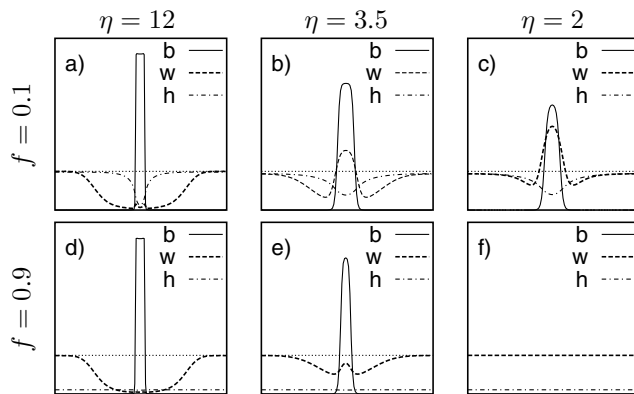 η = 12 η = 3.5 η = 2
f = 0.1
a) b
w
h
b) b
w
h
c) b
w
h
f = 0.9
d) b
w
h
e) b
w
h
f) b
w
h